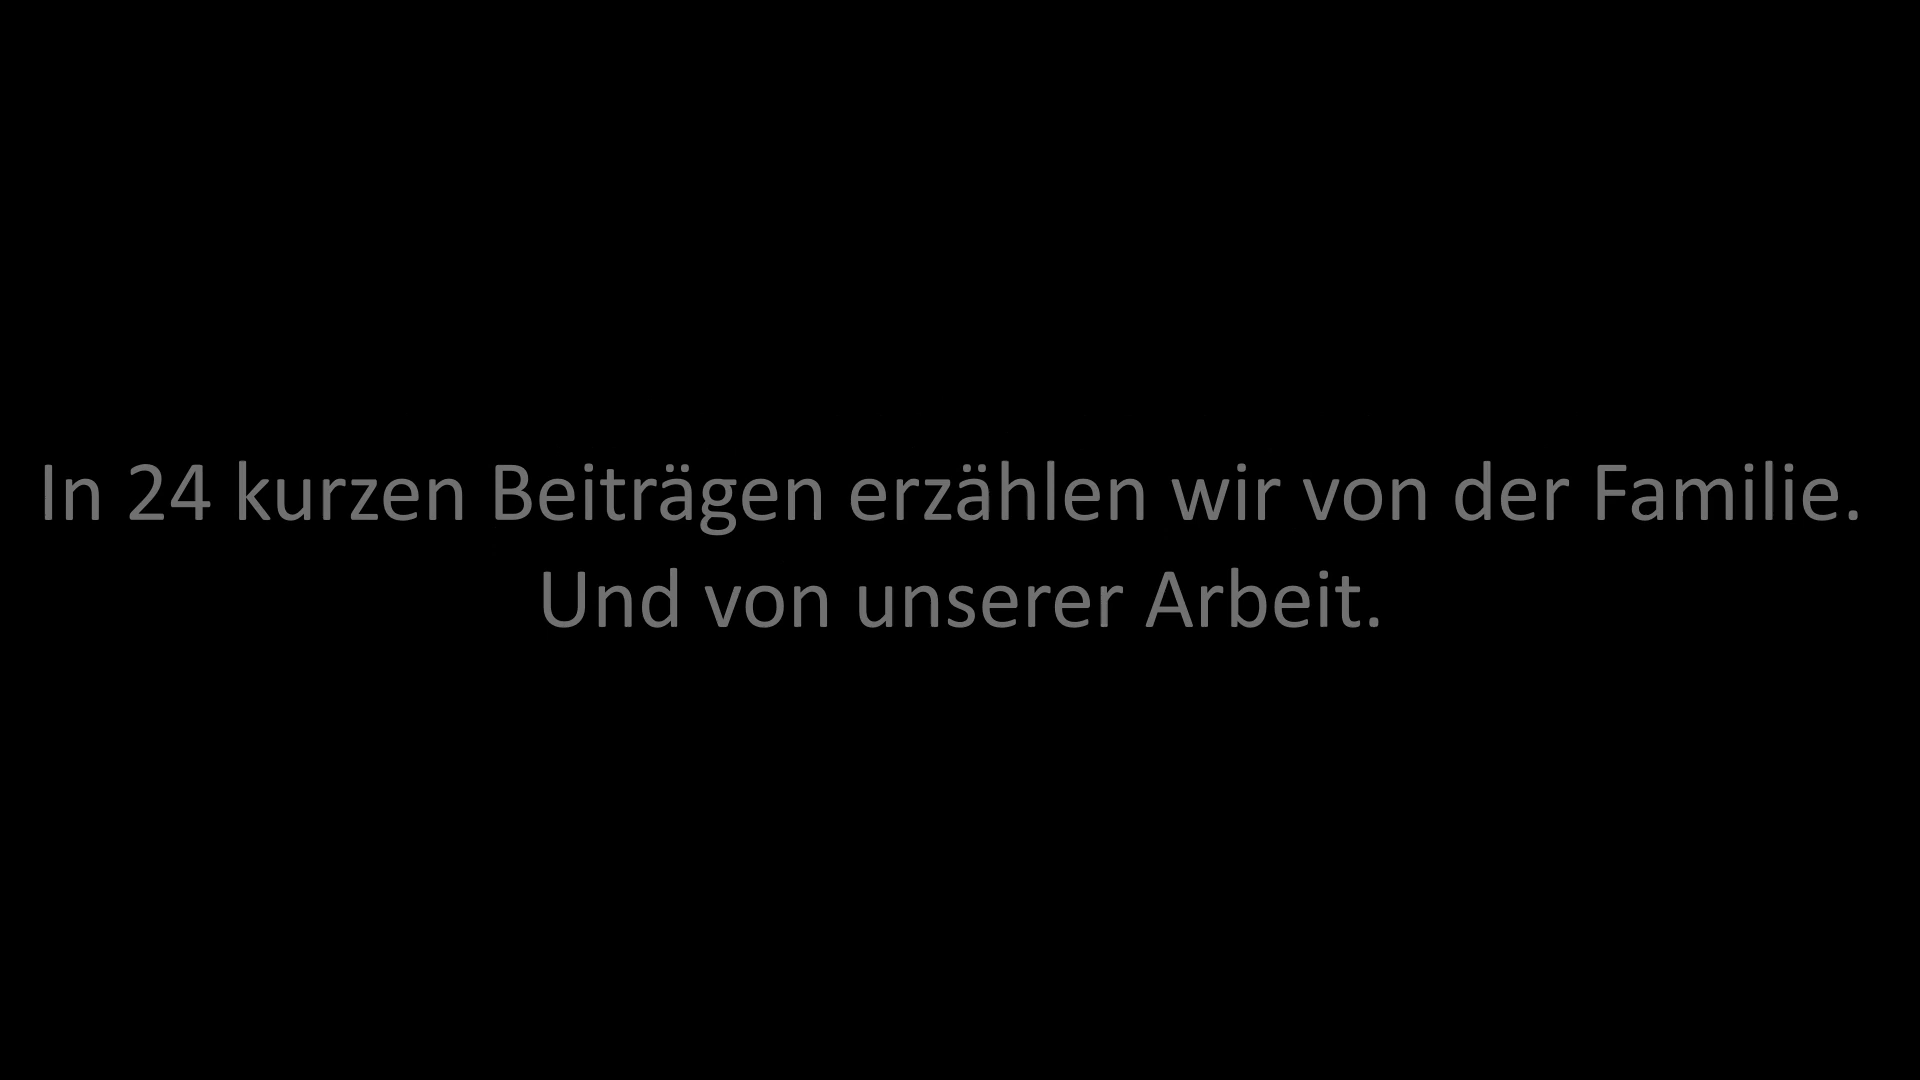 In 24 kurzen Beiträgen erzählen wir von der Familie.
Und von unserer Arbeit.